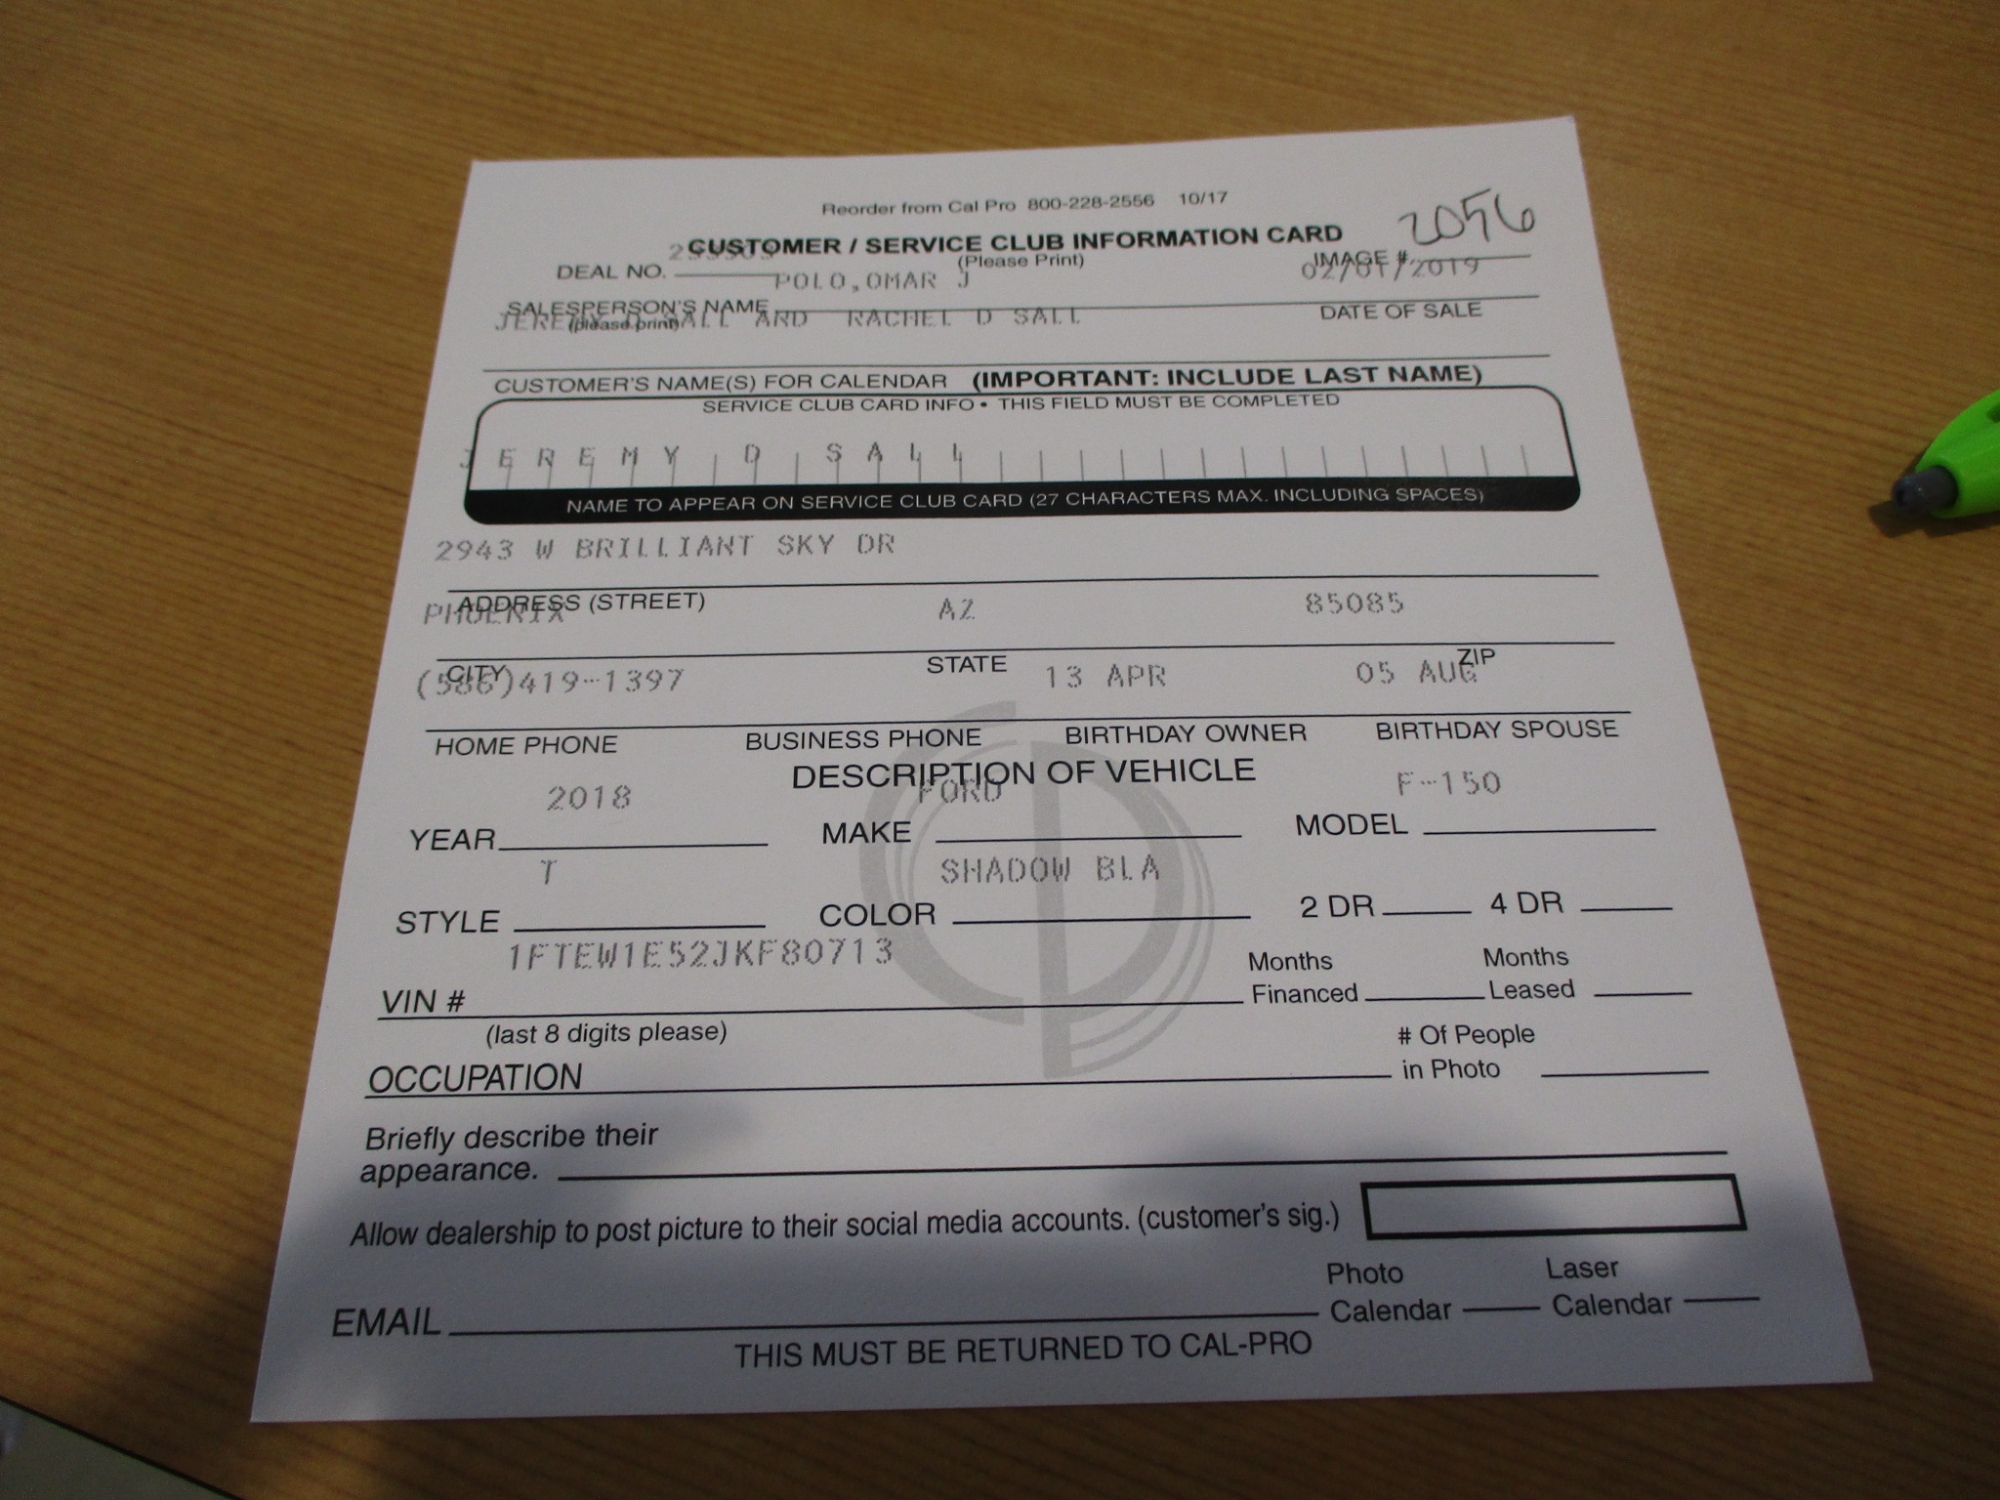 Reorder from Cal Pro 800-228-2556 10/17
2056
CUSTOMER / SERVICE CLUB INFORMATION CARD
DEAL NO. (Please Print) IMAGE #
POLO,OMAR J 02/01/2019
SALESPERSON'S NAME DATE OF SALE
(please print)
JEREMY D SALL AND RACHEL D SALL
CUSTOMER'S NAME(S) FOR CALENDAR (IMPORTANT: INCLUDE LAST NAME)
SERVICE CLUB CARD INFO • THIS FIELD MUST BE COMPLETED
JEREMY D SALL
NAME TO APPEAR ON SERVICE CLUB CARD (27 CHARACTERS MAX. INCLUDING SPACES)
2943 W BRILLIANT SKY DR
ADDRESS (STREET)
PHOENIX AZ 85085
CITY STATE ZIP
(586)419-1397 13 APR 05 AUG
HOME PHONE BUSINESS PHONE BIRTHDAY OWNER BIRTHDAY SPOUSE
DESCRIPTION OF VEHICLE
2018 FORD F-150
YEAR MAKE MODEL
T SHADOW BLA
STYLE COLOR 2 DR 4 DR
1FTEW1E52JKF80713
VIN # Months Financed Months Leased
(last 8 digits please)
OCCUPATION # Of People in Photo
Briefly describe their
appearance.
Allow dealership to post picture to their social media accounts. (customer's sig.)
EMAIL Photo Calendar Laser Calendar
THIS MUST BE RETURNED TO CAL-PRO